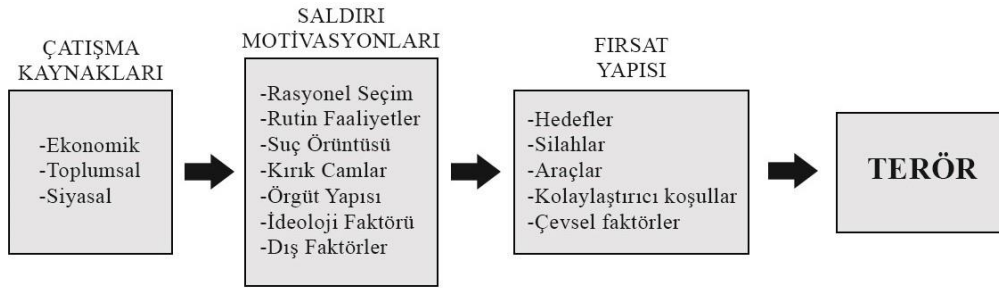 ÇATIŞMA
KAYNAKLARI
-Ekonomik
-Toplumsal
-Siyasal
SALDIRI
MOTİVASYONLARI
-Rasyonel Seçim
-Rutin Faaliyetler
-Suç Örüntüsü
-Kırık Camlar
-Örgüt Yapısı
-İdeoloji Faktörü
-Dış Faktörler
FIRSAT
YAPISI
-Hedefler
-Silahlar
-Araçlar
-Kolaylaştırıcı koşullar
-Çevsel faktörler
TERÖR